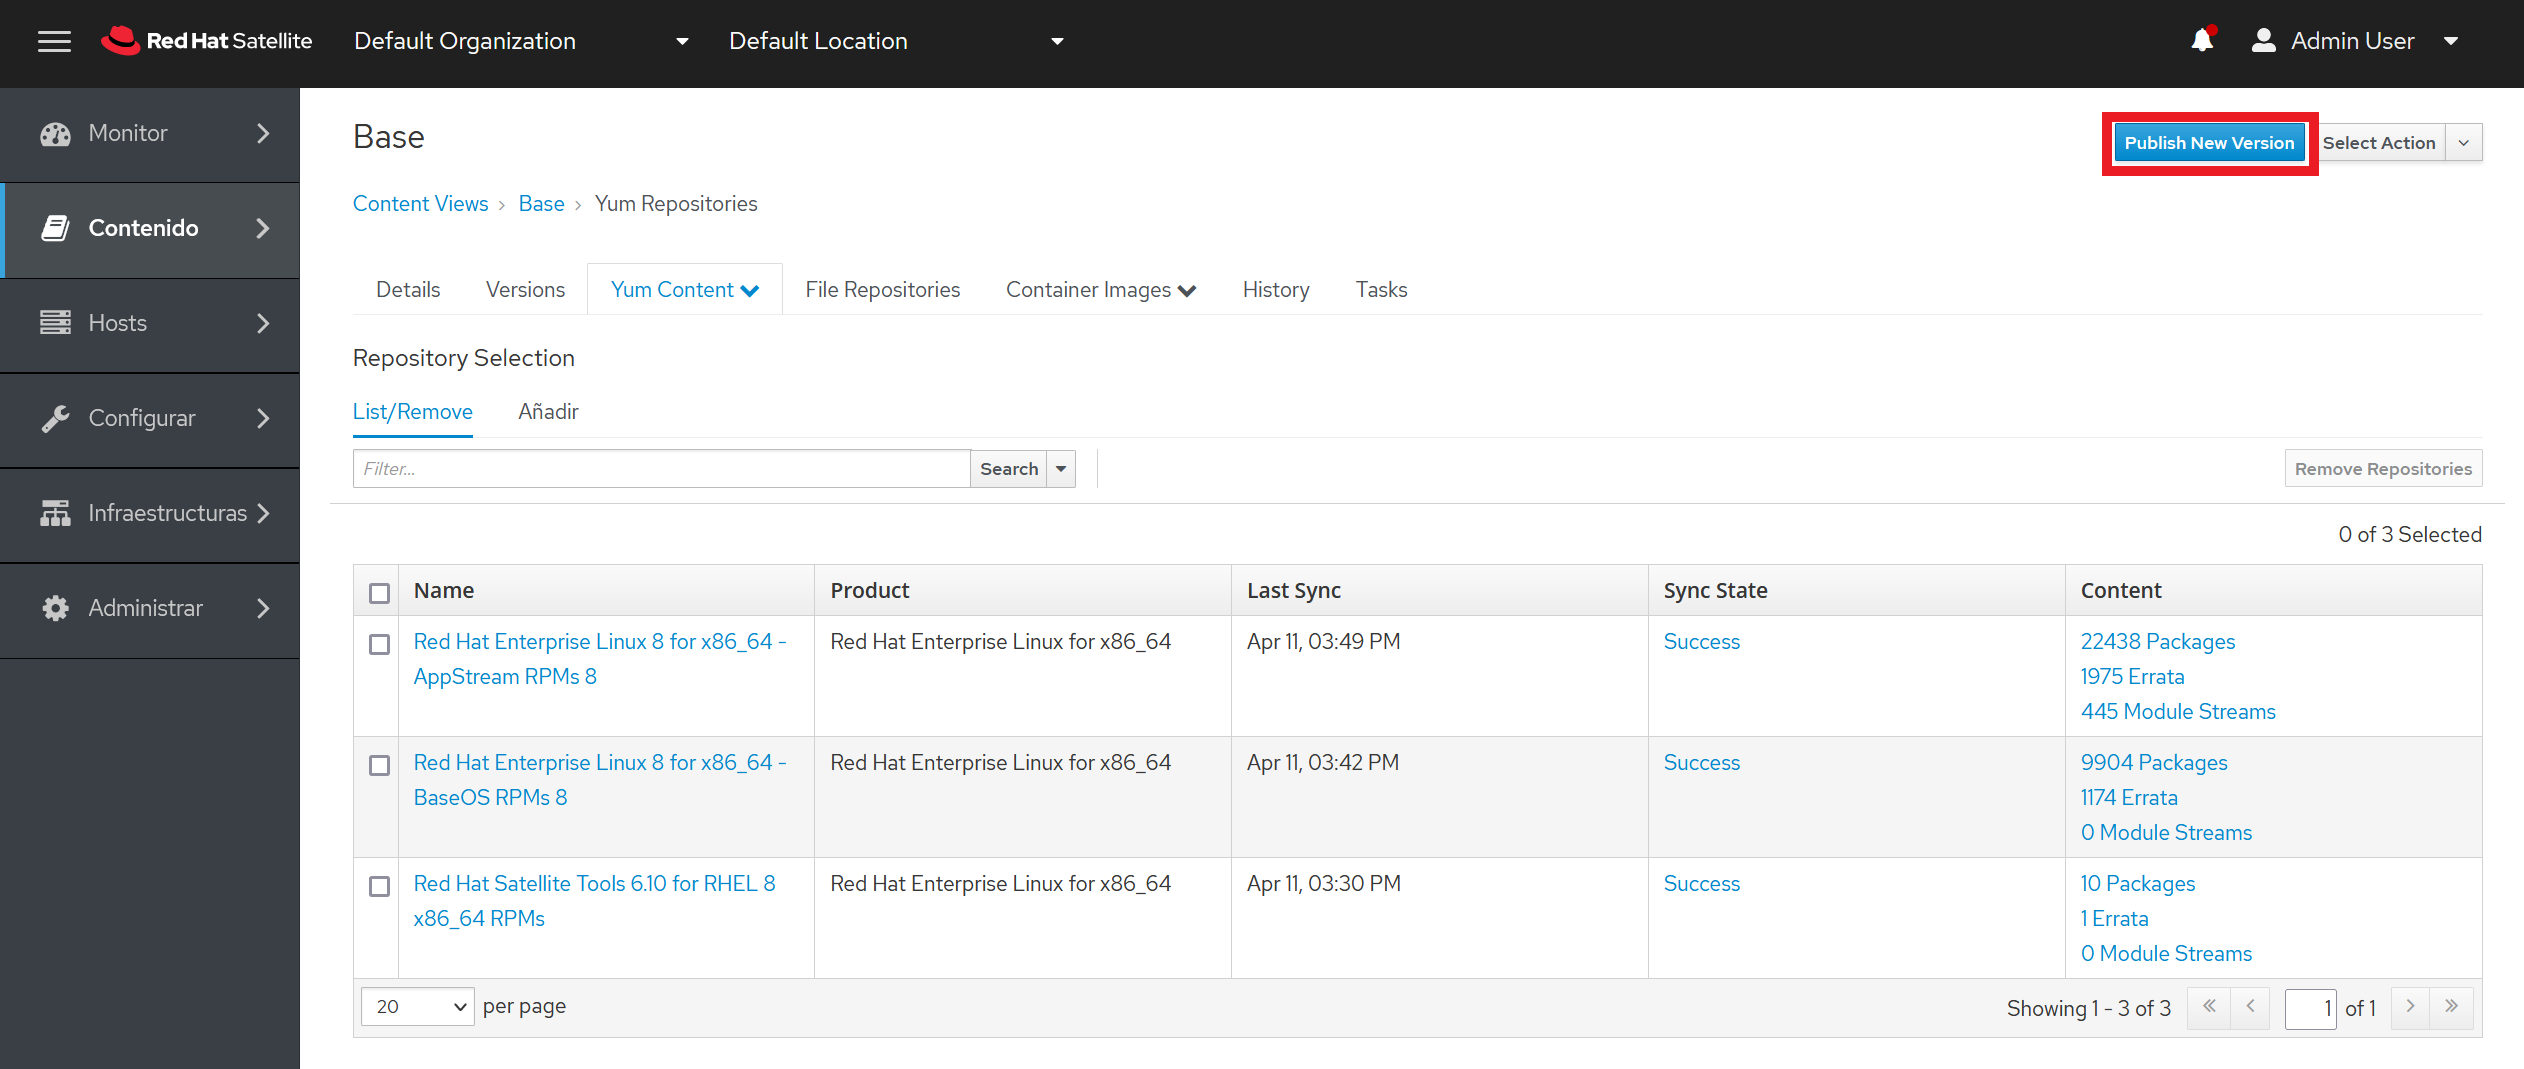 Red Hat Satellite
Default Organization
Default Location
Admin User
Monitor
Contenido
Hosts
Configurar
Infraestructuras
Administrar
Base
Publish New Version
Select Action
Content Views › Base › Yum Repositories
Details
Versions
Yum Content
File Repositories
Container Images
History
Tasks
Repository Selection
List/Remove
Añadir
Filter...
Search
Remove Repositories
0 of 3 Selected
Name
Product
Last Sync
Sync State
Content
Red Hat Enterprise Linux 8 for x86_64 -
AppStream RPMs 8
Red Hat Enterprise Linux for x86_64
Apr 11, 03:49 PM
Success
22438 Packages
1975 Errata
445 Module Streams
Red Hat Enterprise Linux 8 for x86_64 -
BaseOS RPMs 8
Red Hat Enterprise Linux for x86_64
Apr 11, 03:42 PM
Success
9904 Packages
1174 Errata
0 Module Streams
Red Hat Satellite Tools 6.10 for RHEL 8
x86_64 RPMs
Red Hat Enterprise Linux for x86_64
Apr 11, 03:30 PM
Success
10 Packages
1 Errata
0 Module Streams
20 per page
Showing 1 - 3 of 3
1 of 1